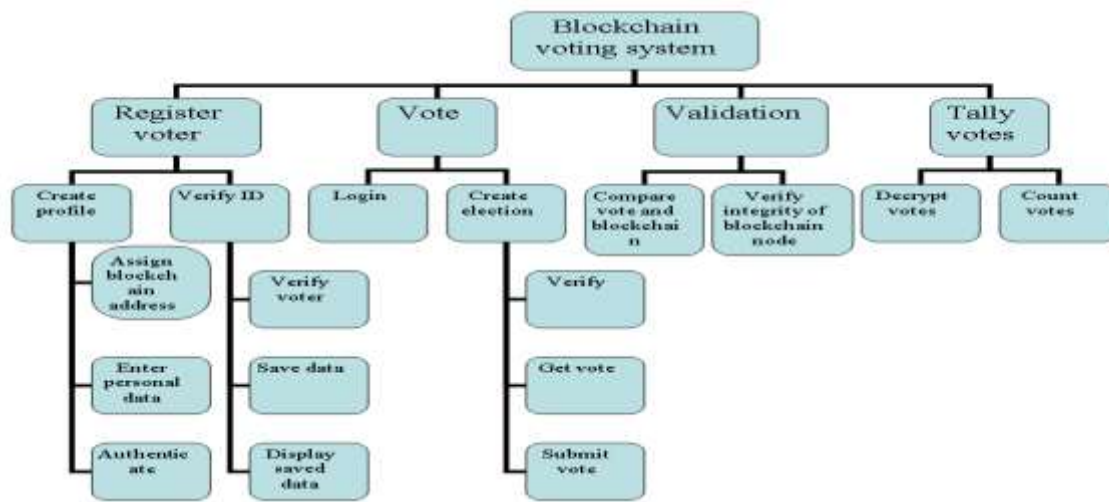 Blockchain
voting system
Register
voter
Vote
Validation
Tally
votes
Create
profile
Verify ID
Login
Create
election
Compare
vote and
blockchai
n
Verify
integrity of
blockchain
node
Decrypt
votes
Count
votes
Assign
blockch
ain
address
Verify
voter
Verify
Enter
personal
data
Save data
Get vote
Authentic
ate
Display
saved
data
Submit
vote